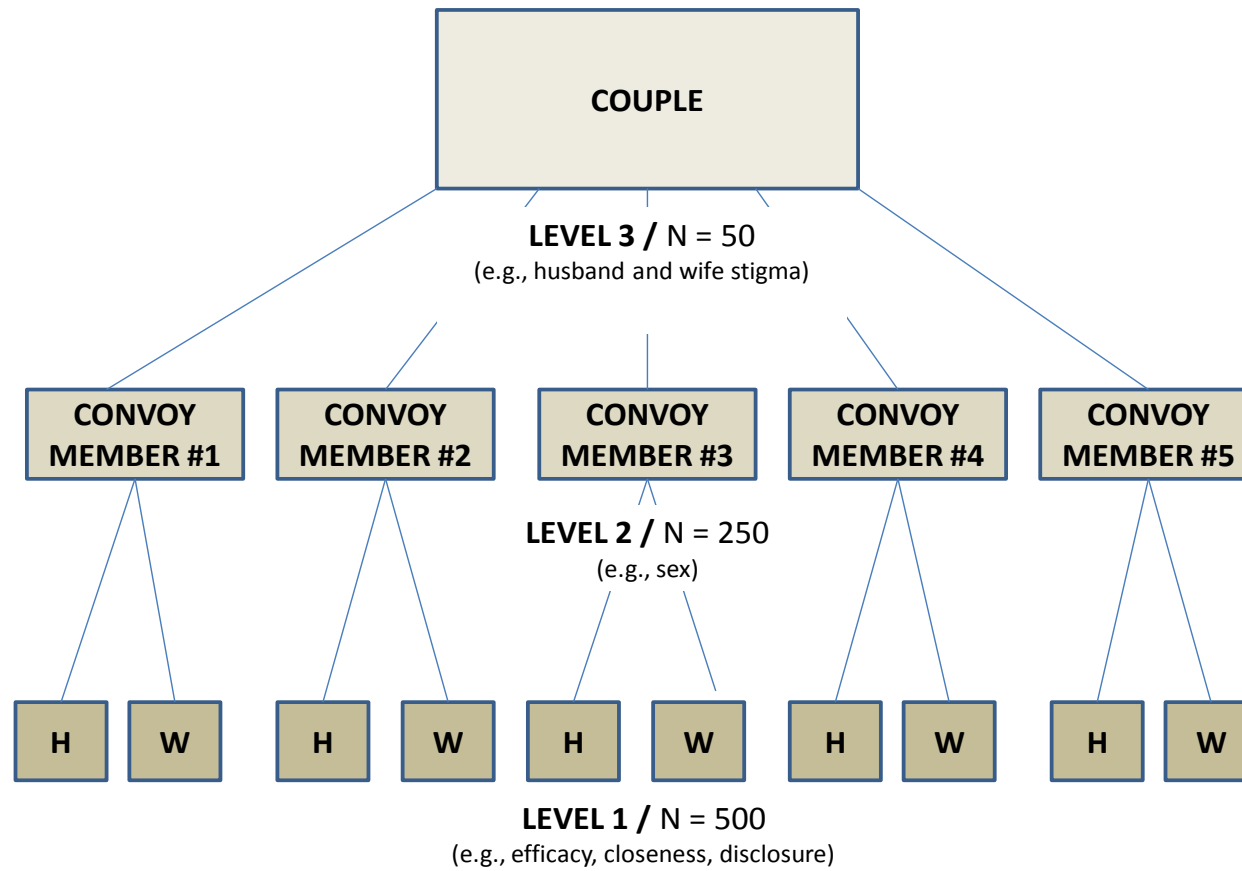 COUPLE
LEVEL 3 / N = 50
(e.g., husband and wife stigma)
CONVOY MEMBER #1
CONVOY MEMBER #2
CONVOY MEMBER #3
CONVOY MEMBER #4
CONVOY MEMBER #5
LEVEL 2 / N = 250
(e.g., sex)
H W H W H W H W H W
LEVEL 1 / N = 500
(e.g., efficacy, closeness, disclosure)